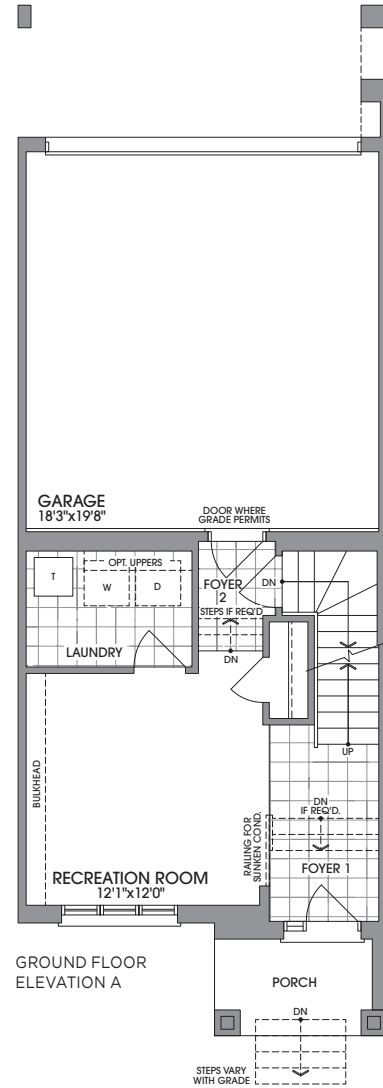 GARAGE
18'3"x19'8"
DOOR WHERE
GRADE PERMITS
OPT. UPPERS
T
W
D
FOYER
2
DN
STEPS IF REQ'D
LAUNDRY
DN
UP
BULKHEAD
DN
IF REQ'D.
RAILING FOR
SUNKEN COND.
FOYER 1
RECREATION ROOM
12'1"x12'0"
GROUND FLOOR
ELEVATION A
PORCH
DN
STEPS VARY
WITH GRADE